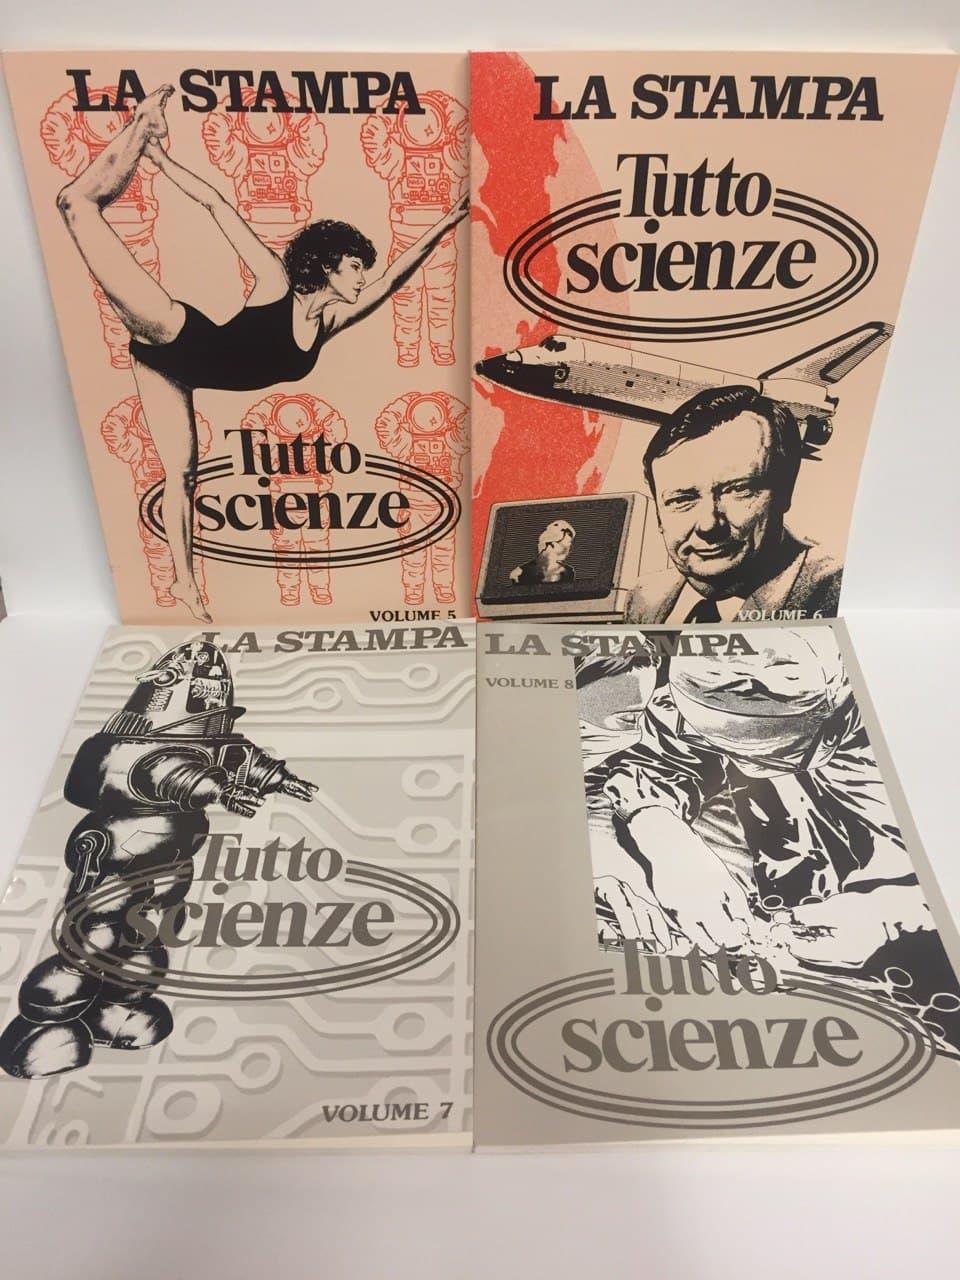 LA STAMPA
Tutto
scienze
VOLUME 5
LA STAMPA
Tutto
scienze
VOLUME 6
LA STAMPA
Tutto
scienze
VOLUME 7
LA STAMPA
VOLUME 8
Tutto
scienze